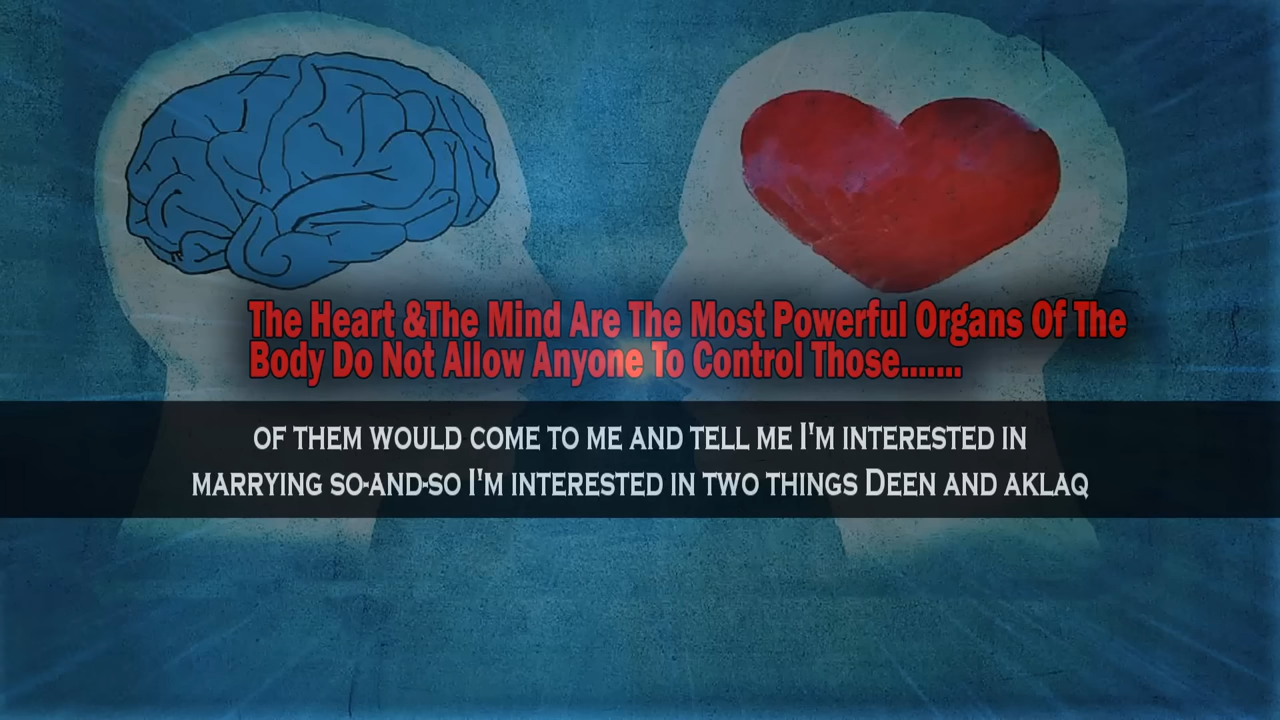 The Heart &The Mind Are The Most Powerful Organs Of The
Body Do Not Allow Anyone To Control Those.......
OF THEM WOULD COME TO ME AND TELL ME I'M INTERESTED IN
MARRYING SO-AND-SO I'M INTERESTED IN TWO THINGS DEEN AND AKLAQ